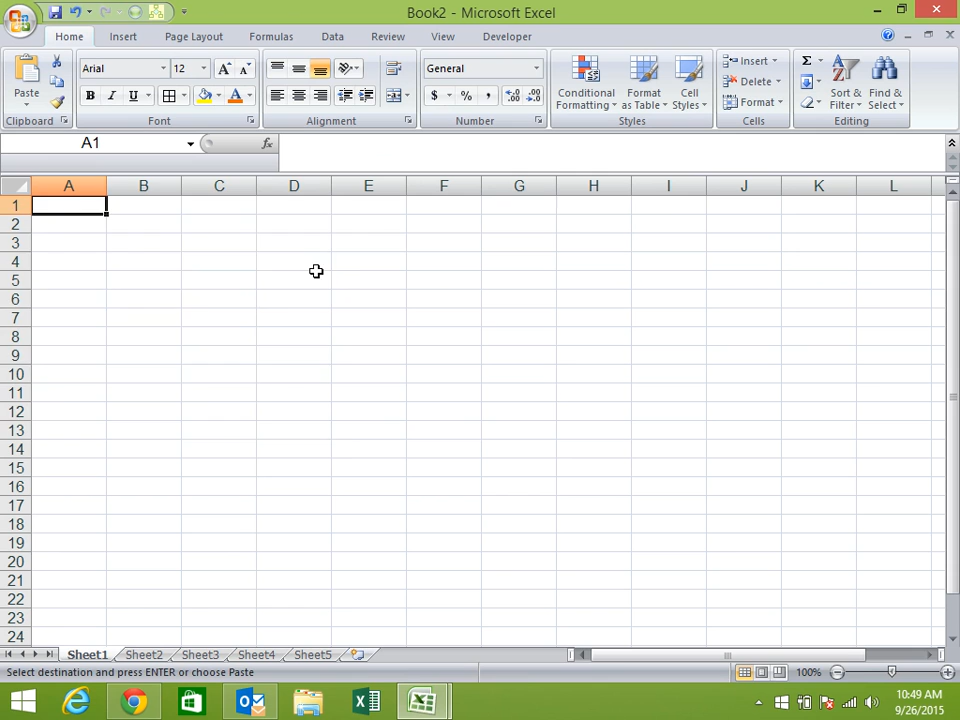 Book2 - Microsoft Excel
Home Insert Page Layout Formulas Data Review View Developer
Arial 12 General
Paste
B I U $ % ,
Conditional Formatting
Format as Table
Cell Styles
Insert
Delete
Format
Σ
Sort & Filter
Find & Select
Clipboard Font Alignment Number Styles Cells Editing
A1 fx
A B C D E F G H I J K L
1
2
3
4
5
6
7
8
9
10
11
12
13
14
15
16
17
18
19
20
21
22
23
24
Sheet1 Sheet2 Sheet3 Sheet4 Sheet5
Select destination and press ENTER or choose Paste 100%
10:49 AM
9/26/2015